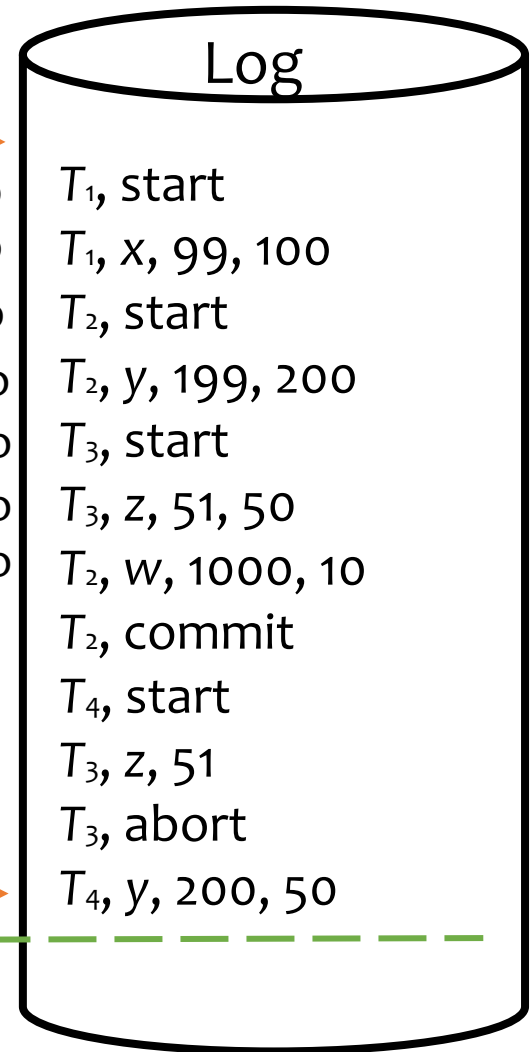 Log
T₁, start
T₁, x, 99, 100
T₂, start
T₂, y, 199, 200
T₃, start
T₃, z, 51, 50
T₂, w, 1000, 10
T₂, commit
T₄, start
T₃, z, 51
T₃, abort
T₄, y, 200, 50